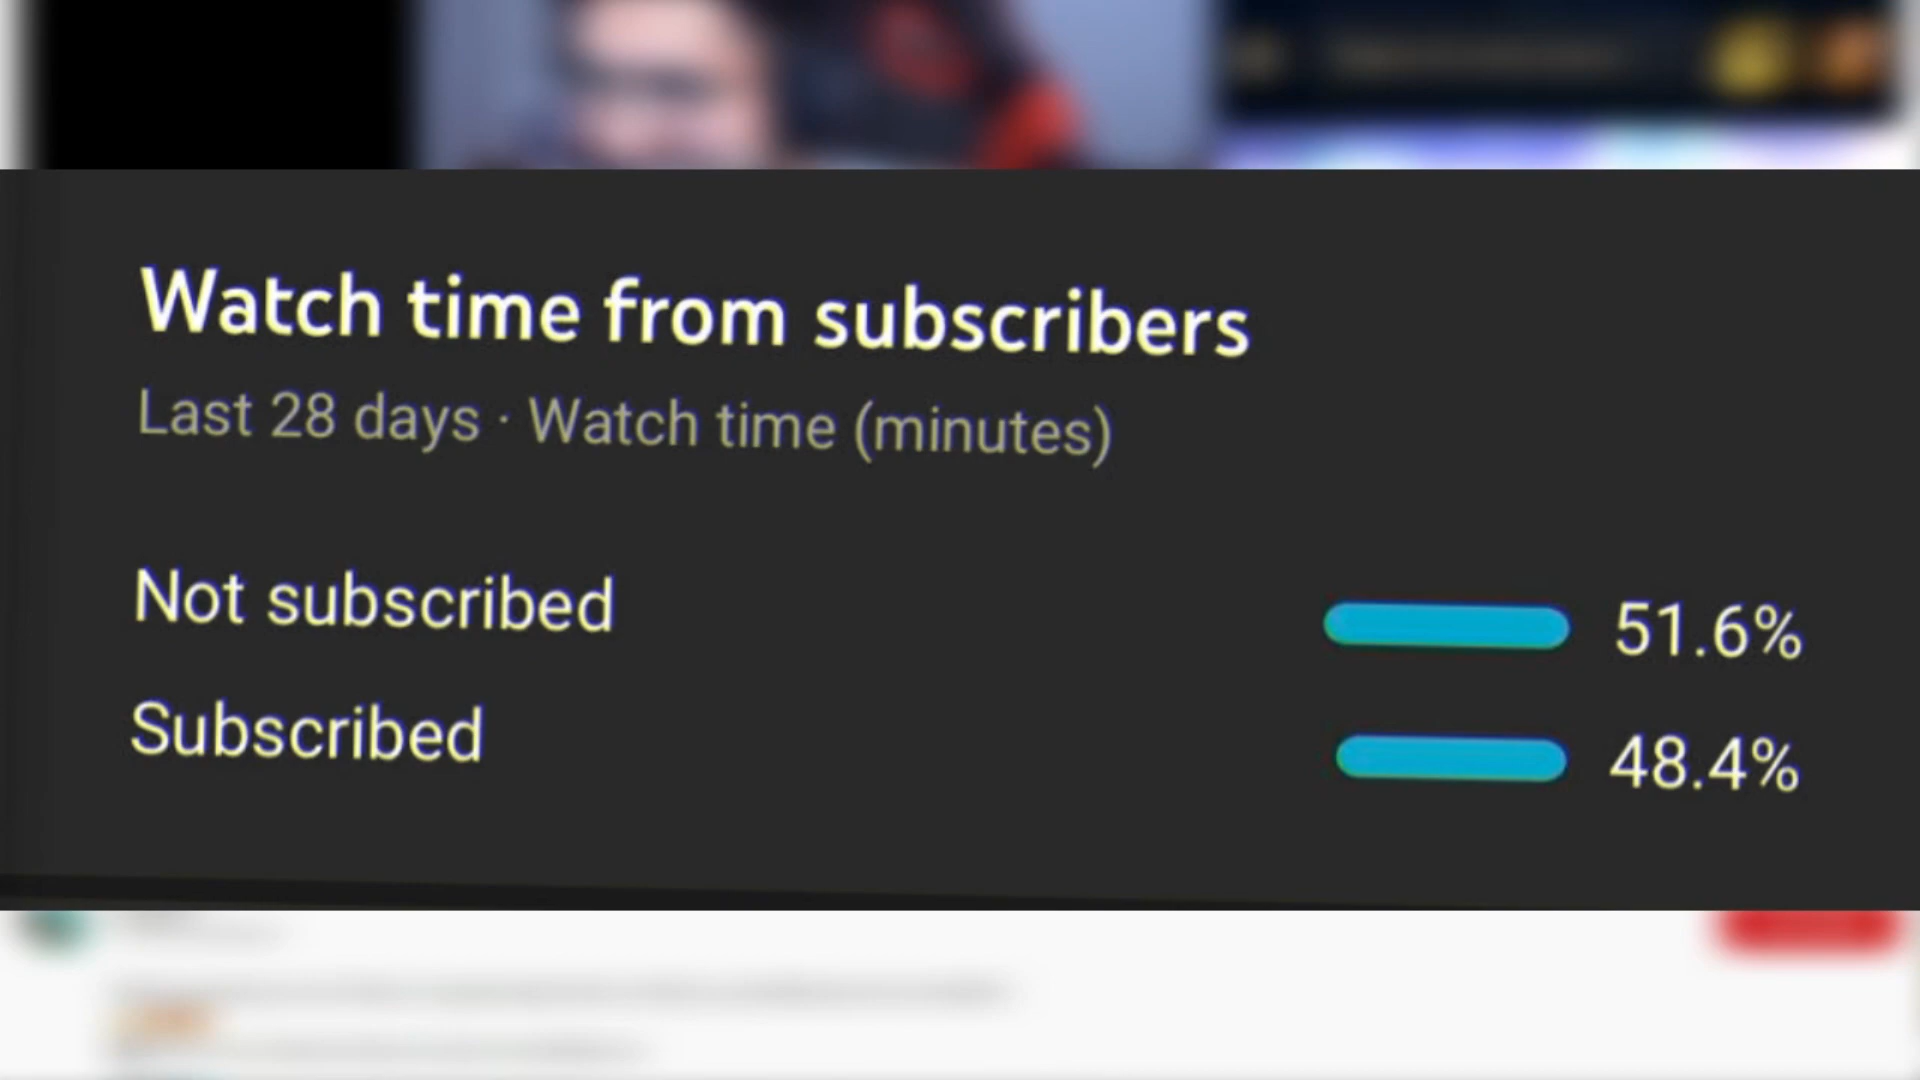 Watch time from subscribers
Last 28 days · Watch time (minutes)
Not subscribed
51.6%
Subscribed
48.4%